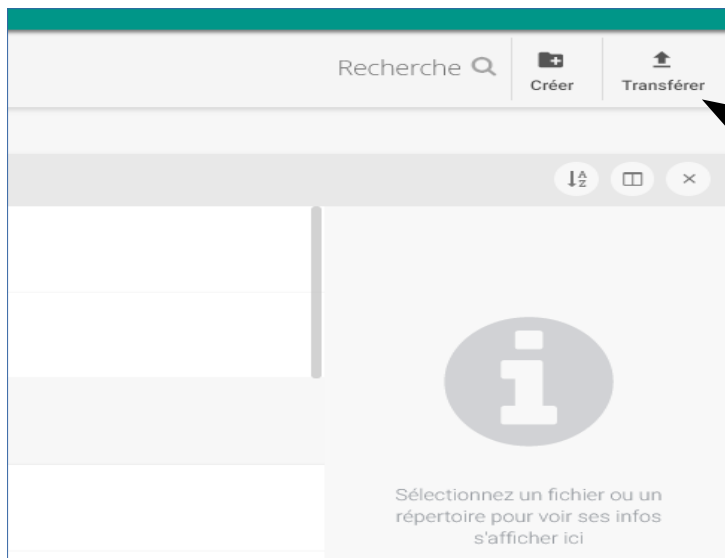 Recherche
Créer
Transférer
A
Z
Sélectionnez un fichier ou un
répertoire pour voir ses infos
s'afficher ici